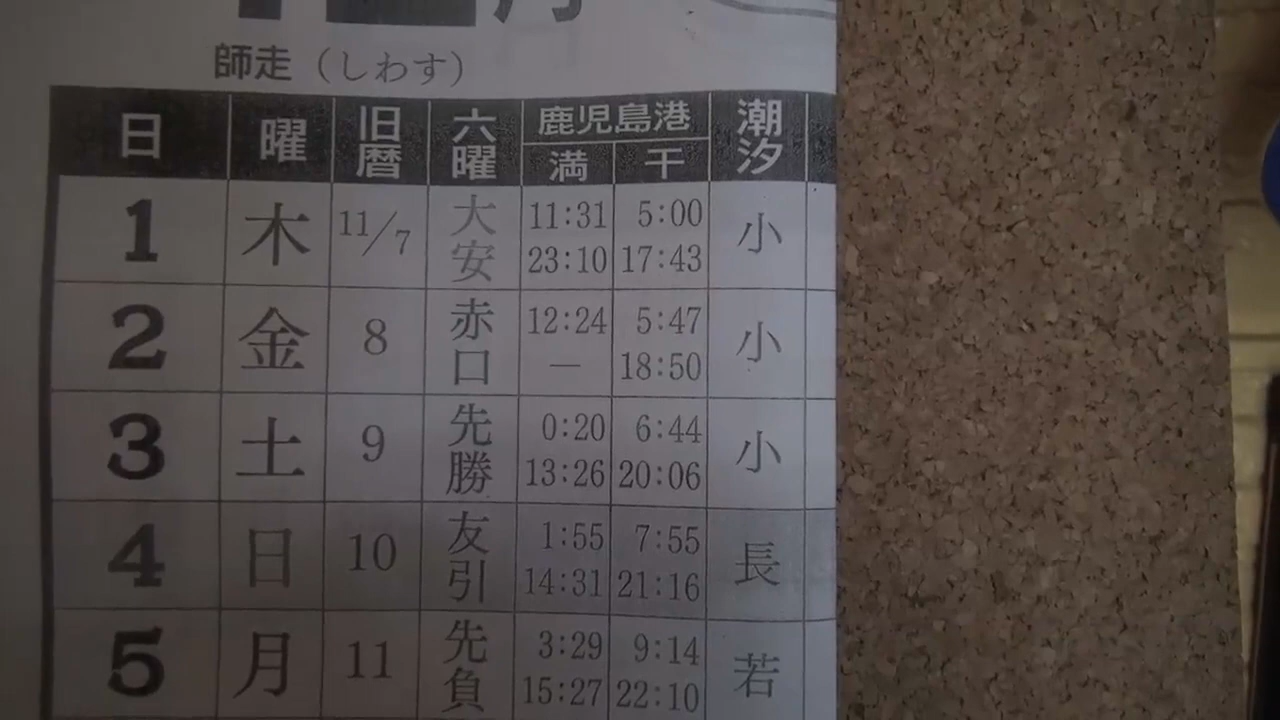 月
師走（しわす）
日 曜 旧暦 六曜 鹿児島港 潮汐
満 干
1 木 11/7 大安 11:31 5:00 小
23:10 17:43
2 金 8 赤口 12:24 5:47 小
— 18:50
3 土 9 先勝 0:20 6:44 小
13:26 20:06
4 日 10 友引 1:55 7:55 長
14:31 21:16
5 月 11 先負 3:29 9:14 若
15:27 22:10